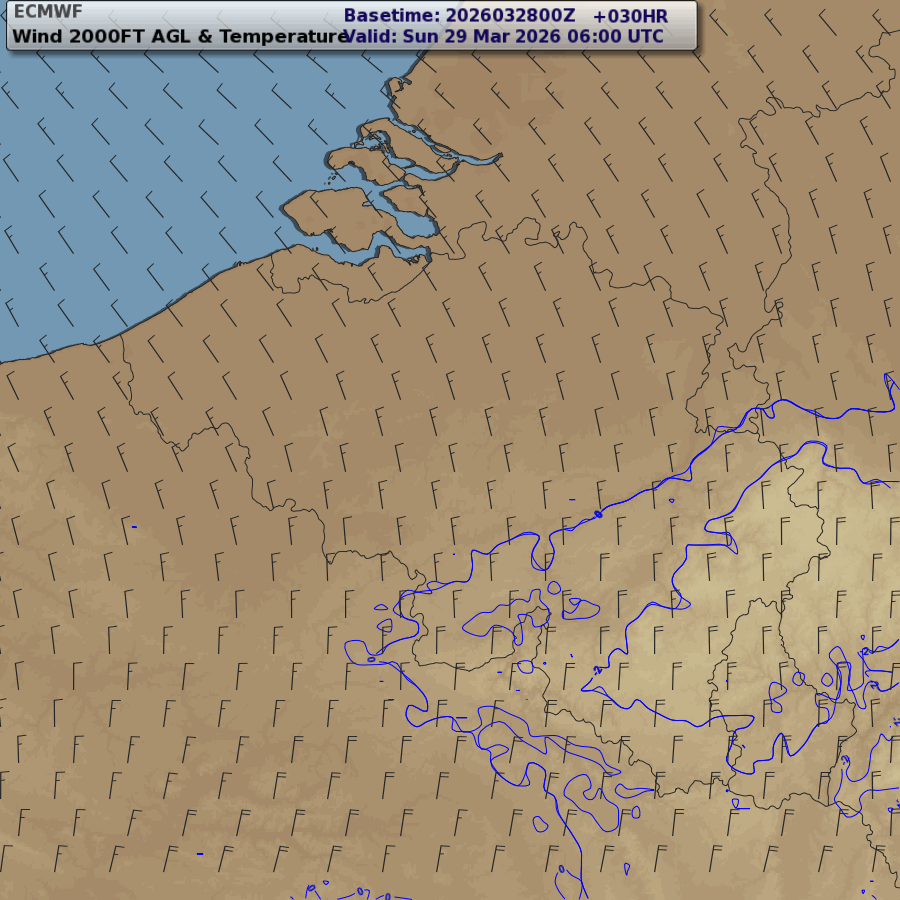 ECMWF
Basetime: 2026032800Z +030HR
Wind 2000FT AGL & Temperature
Valid: Sun 29 Mar 2026 06:00 UTC